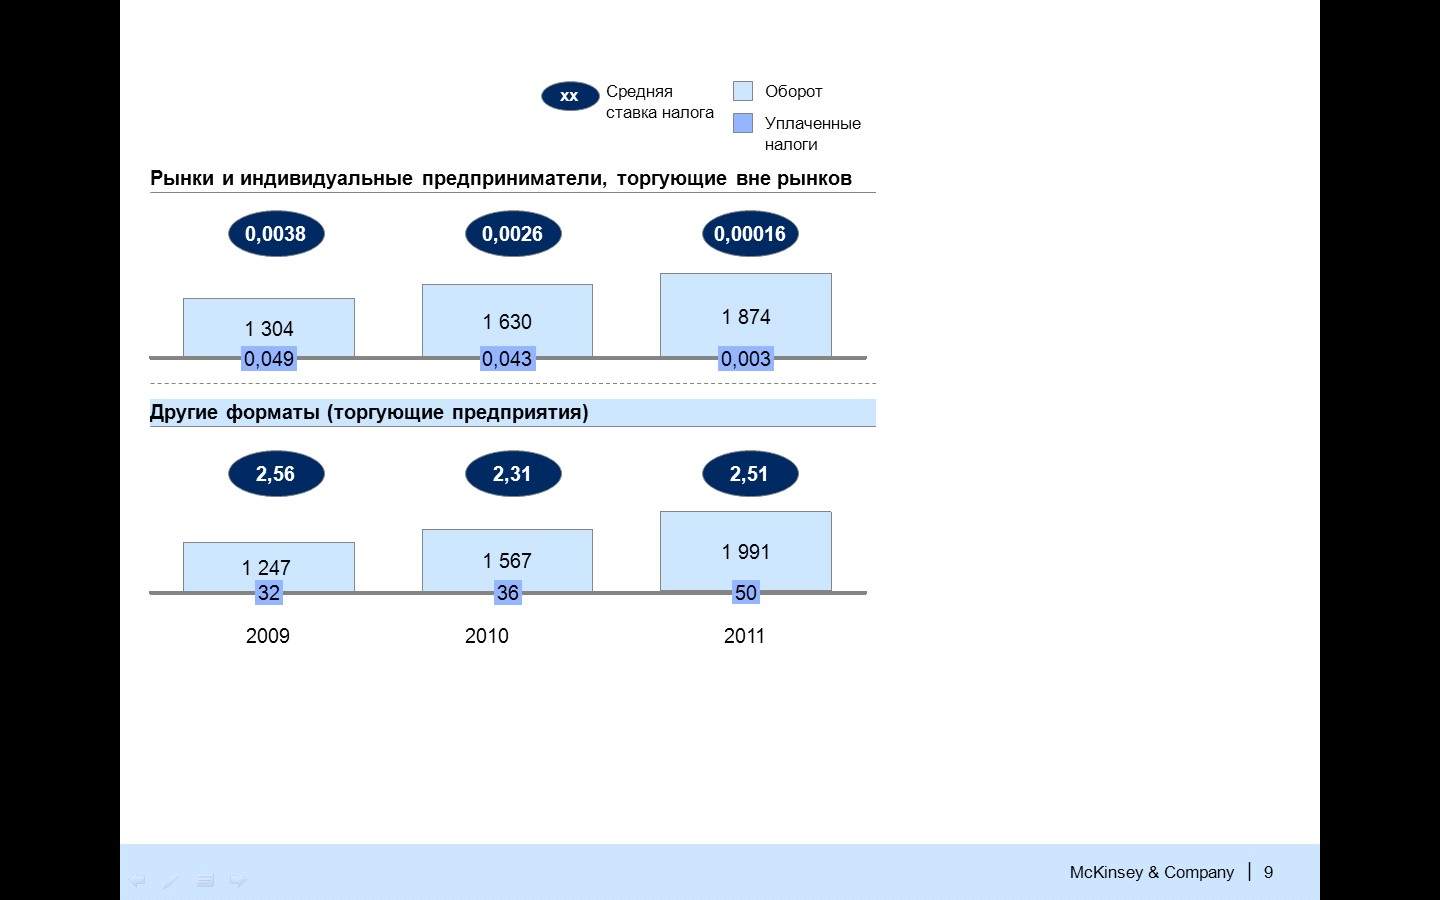 xx
Средняя
ставка налога
Оборот
Уплаченные
налоги
Рынки и индивидуальные предприниматели, торгующие вне рынков
0,0038 0,0026 0,00016
1 304 1 630 1 874
0,049 0,043 0,003
Другие форматы (торгующие предприятия)
2,56 2,31 2,51
1 247 1 567 1 991
32 36 50
2009 2010 2011
McKinsey & Company | 9